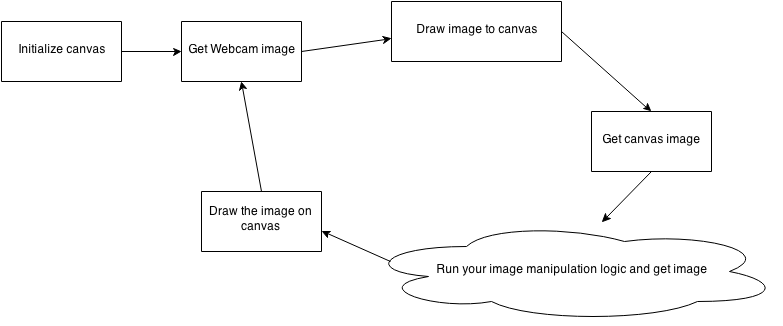 Initialize canvas
Get Webcam image
Draw image to canvas
Get canvas image
Run your image manipulation logic and get image
Draw the image on
canvas